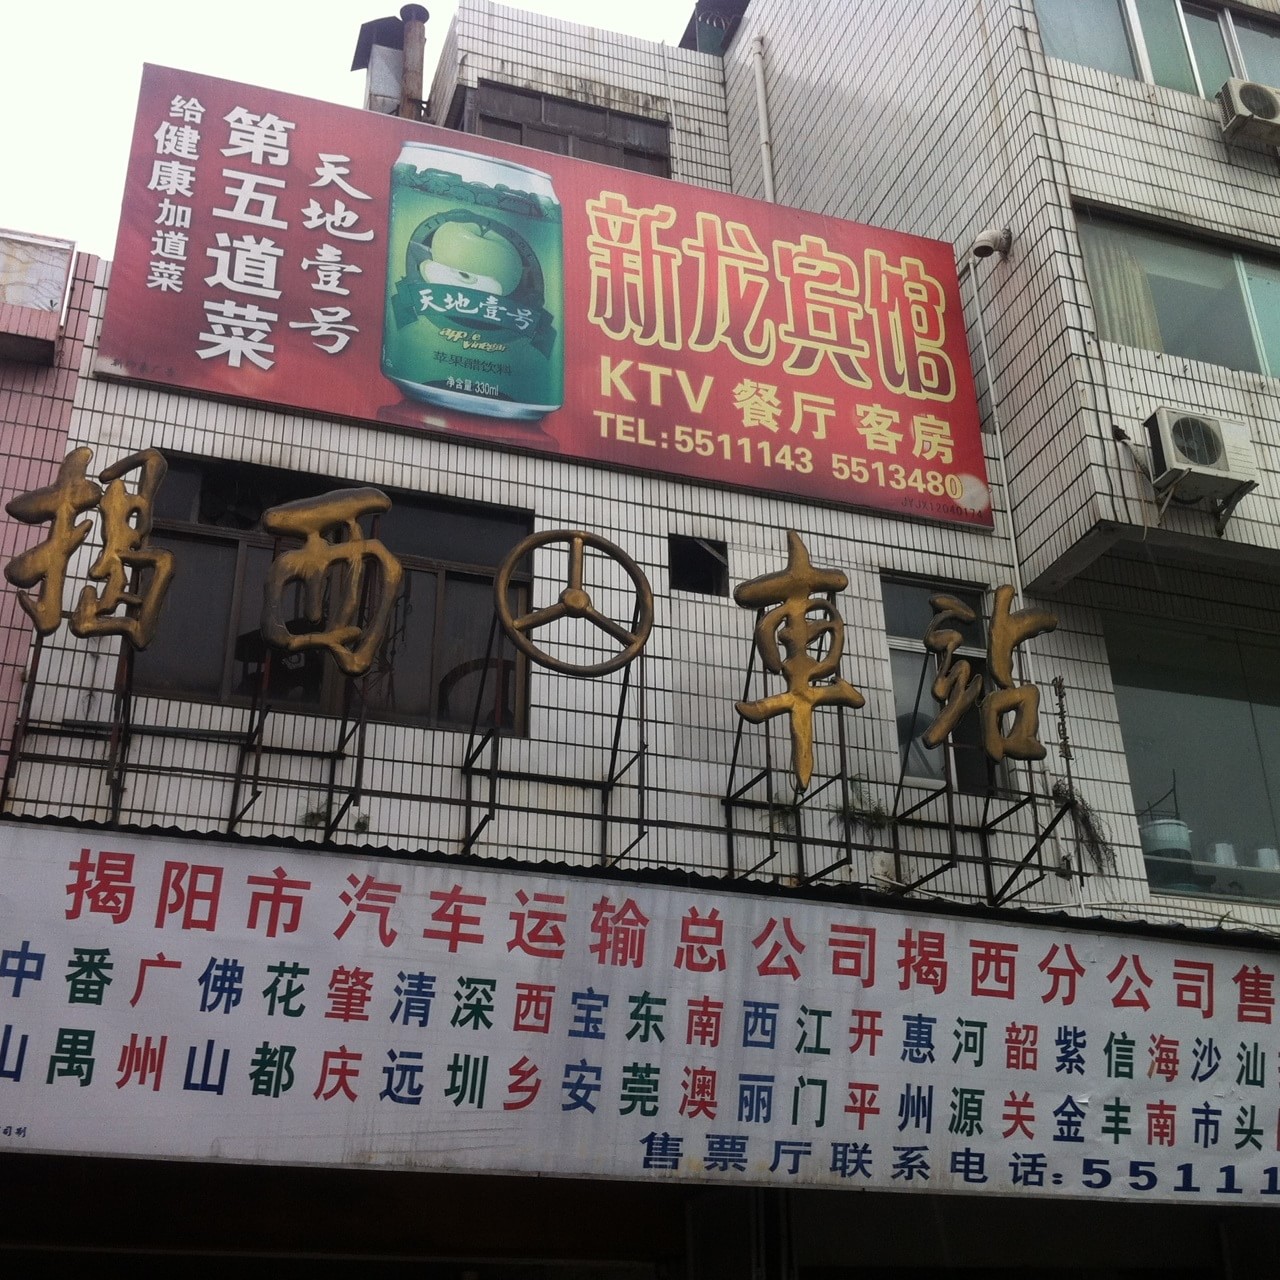 给健康加道菜
第五道菜
天地壹号
天地壹号
apple
vinegar
苹果醋饮料
净含量:330ml
新龙宾馆
KTV 餐厅 客房
TEL:5511143 5513480
JYJX12040174
揭西車站
揭阳市汽车运输总公司揭西分公司售
中山 番禺 广州 佛山 花都 肇庆 清远 深圳 西乡 宝安 东莞 南澳 西丽 江门 开平 惠州 河源 韶关 紫金 信丰 海南 沙市 汕头
售票厅联系电话:55111